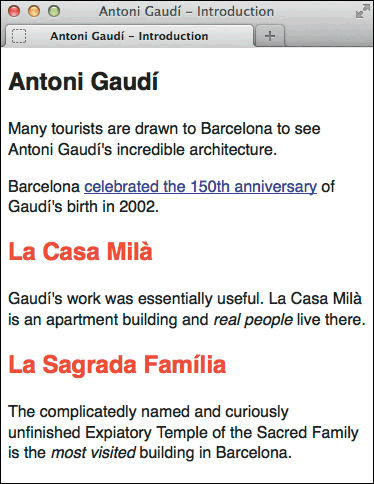 Antoni Gaudí – Introduction
Antoni Gaudí – Introduction
Antoni Gaudí
Many tourists are drawn to Barcelona to see
Antoni Gaudí's incredible architecture.
Barcelona celebrated the 150th anniversary of
Gaudí's birth in 2002.
La Casa Milà
Gaudí's work was essentially useful. La Casa Milà
is an apartment building and real people live there.
La Sagrada Família
The complicatedly named and curiously
unfinished Expiatory Temple of the Sacred Family
is the most visited building in Barcelona.